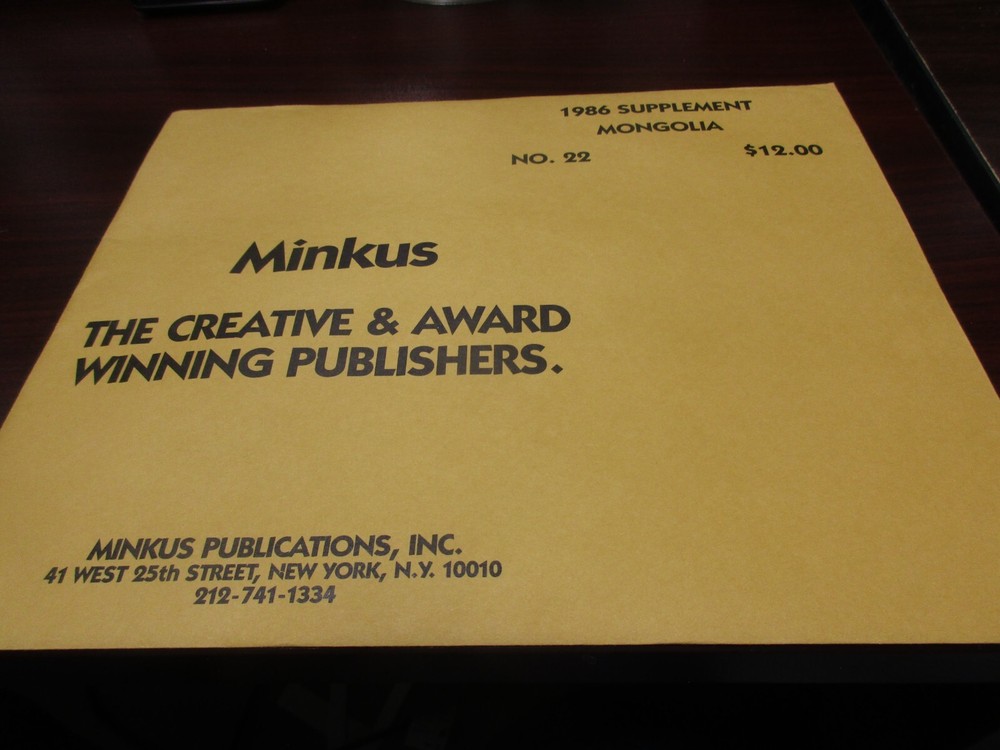 1986 SUPPLEMENT
MONGOLIA
NO. 22 $12.00
Minkus
THE CREATIVE & AWARD
WINNING PUBLISHERS.
MINKUS PUBLICATIONS, INC.
41 WEST 25th STREET, NEW YORK, N.Y. 10010
212-741-1334